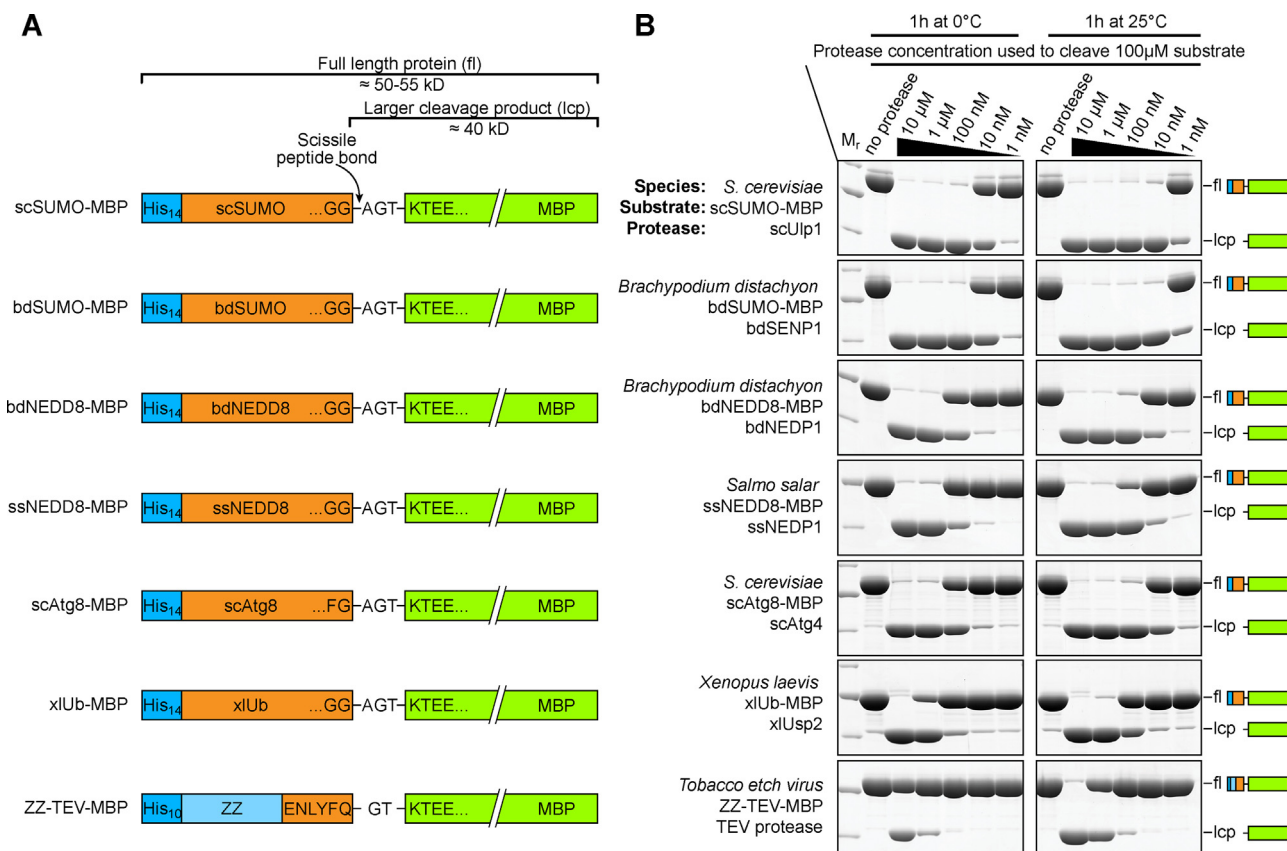 A
Full length protein (fl)
≈ 50-55 kD
Larger cleavage product (lcp)
≈ 40 kD
Scissile
peptide bond
scSUMO-MBP His14 scSUMO ...GG AGT KTEE... MBP
bdSUMO-MBP His14 bdSUMO ...GG AGT KTEE... MBP
bdNEDD8-MBP His14 bdNEDD8 ...GG AGT KTEE... MBP
ssNEDD8-MBP His14 ssNEDD8 ...GG AGT KTEE... MBP
scAtg8-MBP His14 scAtg8 ...FG AGT KTEE... MBP
xlUb-MBP His14 xlUb ...GG AGT KTEE... MBP
ZZ-TEV-MBP His10 ZZ ENLYFQ GT KTEE... MBP
B
1h at 0°C 1h at 25°C
Protease concentration used to cleave 100µM substrate
Mr no protease 10 µM 1 µM 100 nM 10 nM 1 nM no protease 10 µM 1 µM 100 nM 10 nM 1 nM
Species: S. cerevisiae fl
Substrate: scSUMO-MBP
Protease: scUlp1 lcp
Brachypodium distachyon fl
bdSUMO-MBP
bdSENP1 lcp
Brachypodium distachyon fl
bdNEDD8-MBP
bdNEDP1 lcp
Salmo salar fl
ssNEDD8-MBP lcp
ssNEDP1
S. cerevisiae fl
scAtg8-MBP
scAtg4 lcp
Xenopus laevis fl
xlUb-MBP
xlUsp2 lcp
Tobacco etch virus fl
ZZ-TEV-MBP
TEV protease lcp